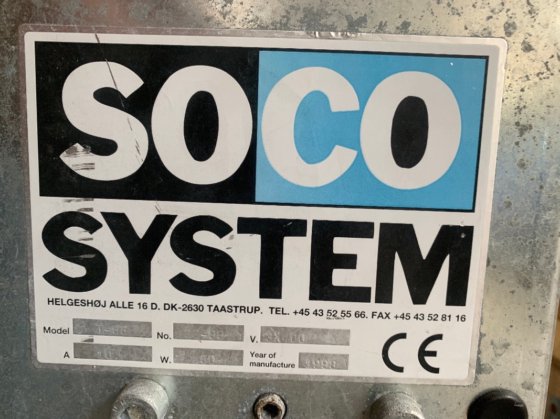 SOCO
SYSTEM
HELGESHØJ ALLE 16 D. DK-2630 TAASTRUP. TEL. +45 43 52 55 66. FAX +45 43 52 81 16
Model No. V.
A W. Year of manufacture
CE